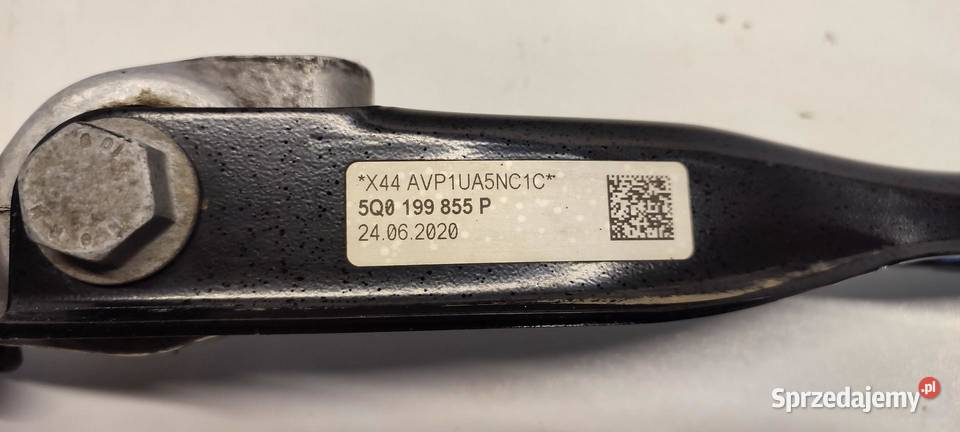 *X44 AVP1UA5NC1C*
5Q0 199 855 P
24.06.2020
Sprzedajemy.pl